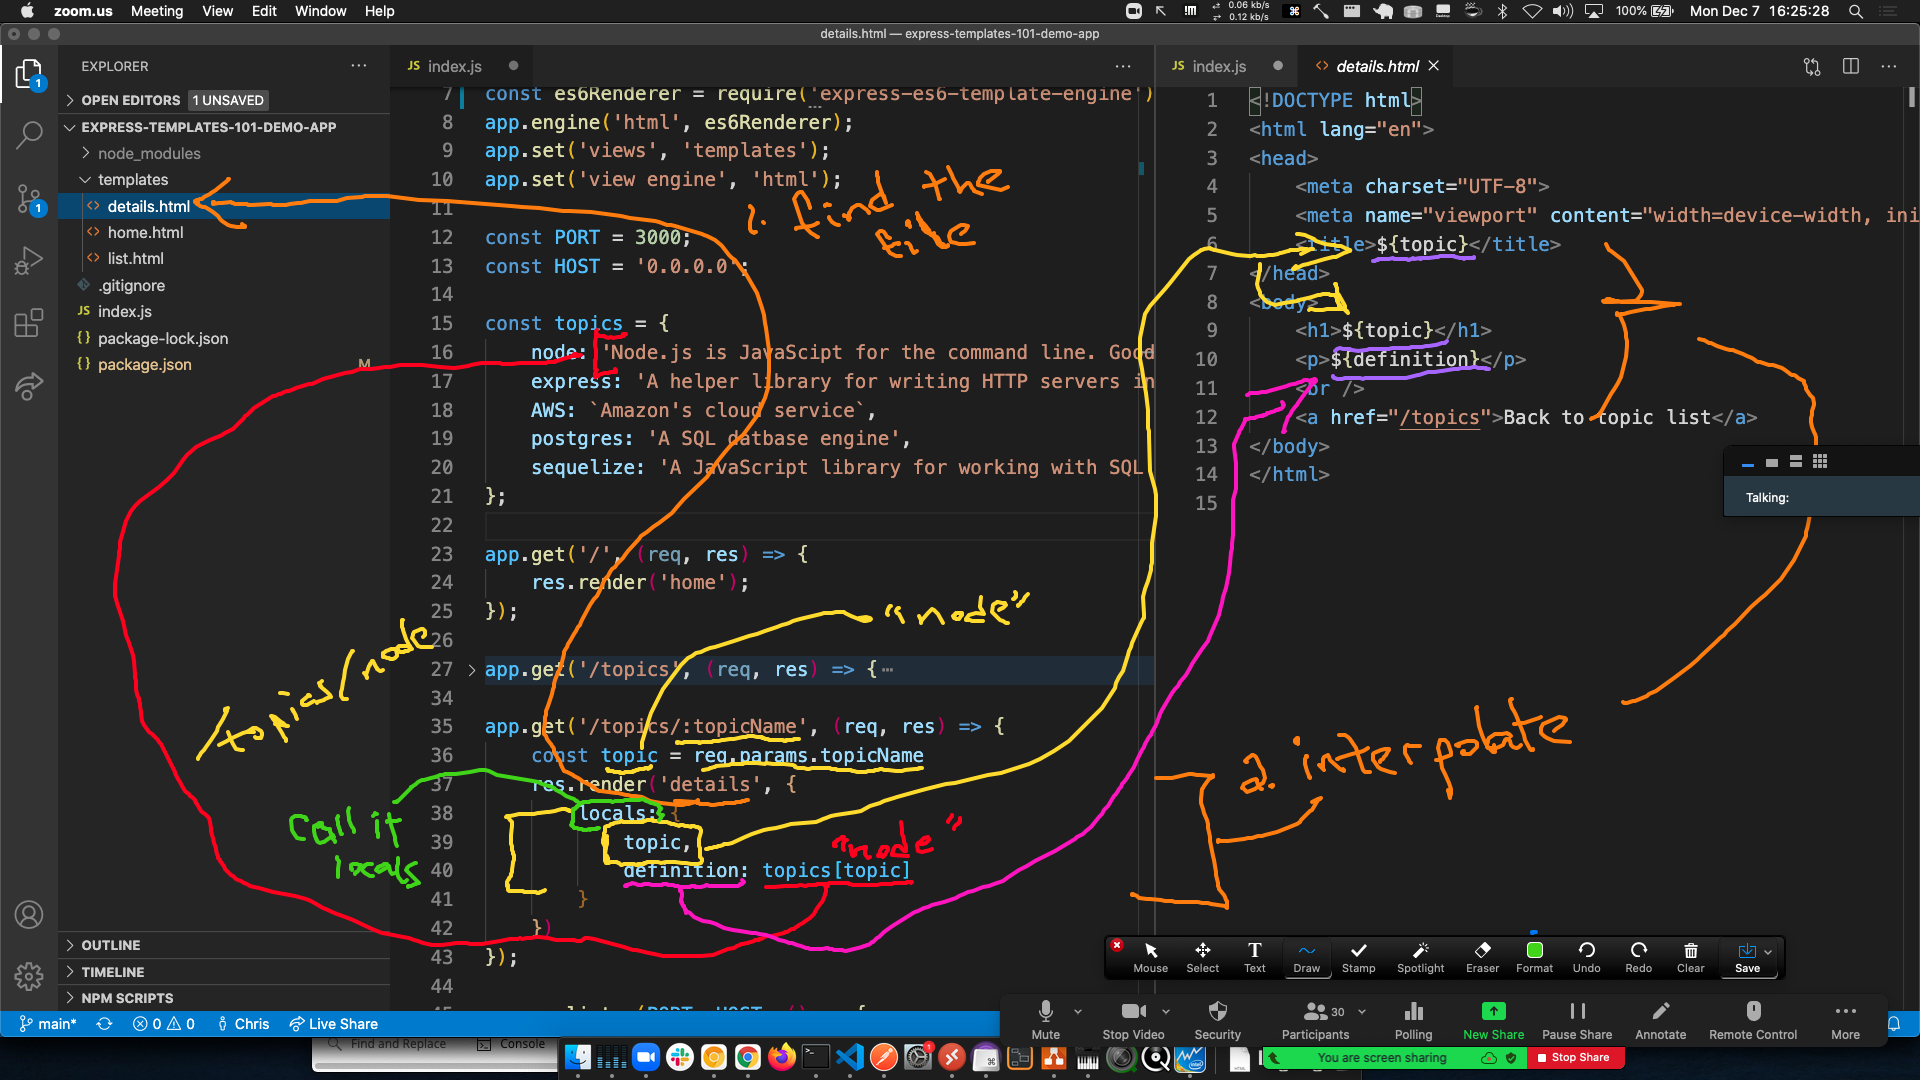 zoom.us Meeting View Edit Window Help
0.06 kb/s
0.12 kb/s
100%
Mon Dec 7 16:25:28
details.html — express-templates-101-demo-app
EXPLORER
OPEN EDITORS 1 UNSAVED
EXPRESS-TEMPLATES-101-DEMO-APP
node_modules
templates
<> details.html
<> home.html
<> list.html
.gitignore
JS index.js
{} package-lock.json
{} package.json M
OUTLINE
TIMELINE
NPM SCRIPTS
JS index.js
7 const es6Renderer = require('express-es6-template-engine')
8 app.engine('html', es6Renderer);
9 app.set('views', 'templates');
10 app.set('view engine', 'html');
11
12 const PORT = 3000;
13 const HOST = '0.0.0.0';
14
15 const topics = {
16 node: 'Node.js is JavaScipt for the command line. Good
17 express: 'A helper library for writing HTTP servers in
18 AWS: `Amazon's cloud service`,
19 postgres: 'A SQL datbase engine',
20 sequelize: 'A JavaScript library for working with SQL
21 };
22
23 app.get('/', (req, res) => {
24 res.render('home');
25 });
26
27 app.get('/topics', (req, res) => {⋯
34
35 app.get('/topics/:topicName', (req, res) => {
36 const topic = req.params.topicName
37 res.render('details', {
38 locals: {
39 topic,
40 definition: topics[topic]
41 }
42 })
43 });
44
1. find the
file
"node"
/topics/node
Call it
locals
"node"
2. interpolate
JS index.js
<> details.html
1 <!DOCTYPE html>
2 <html lang="en">
3 <head>
4 <meta charset="UTF-8">
5 <meta name="viewport" content="width=device-width, ini
6 <title>${topic}</title>
7 </head>
8 <body>
9 <h1>${topic}</h1>
10 <p>${definition}</p>
11 <br />
12 <a href="/topics">Back to topic list</a>
13 </body>
14 </html>
15
Talking:
Mouse Select Text Draw Stamp Spotlight Eraser Format Undo Redo Clear Save
30
Mute Stop Video Security Participants Polling New Share Pause Share Annotate Remote Control More
You are screen sharing Stop Share
main* 0 0 Chris Live Share
Find and Replace Console